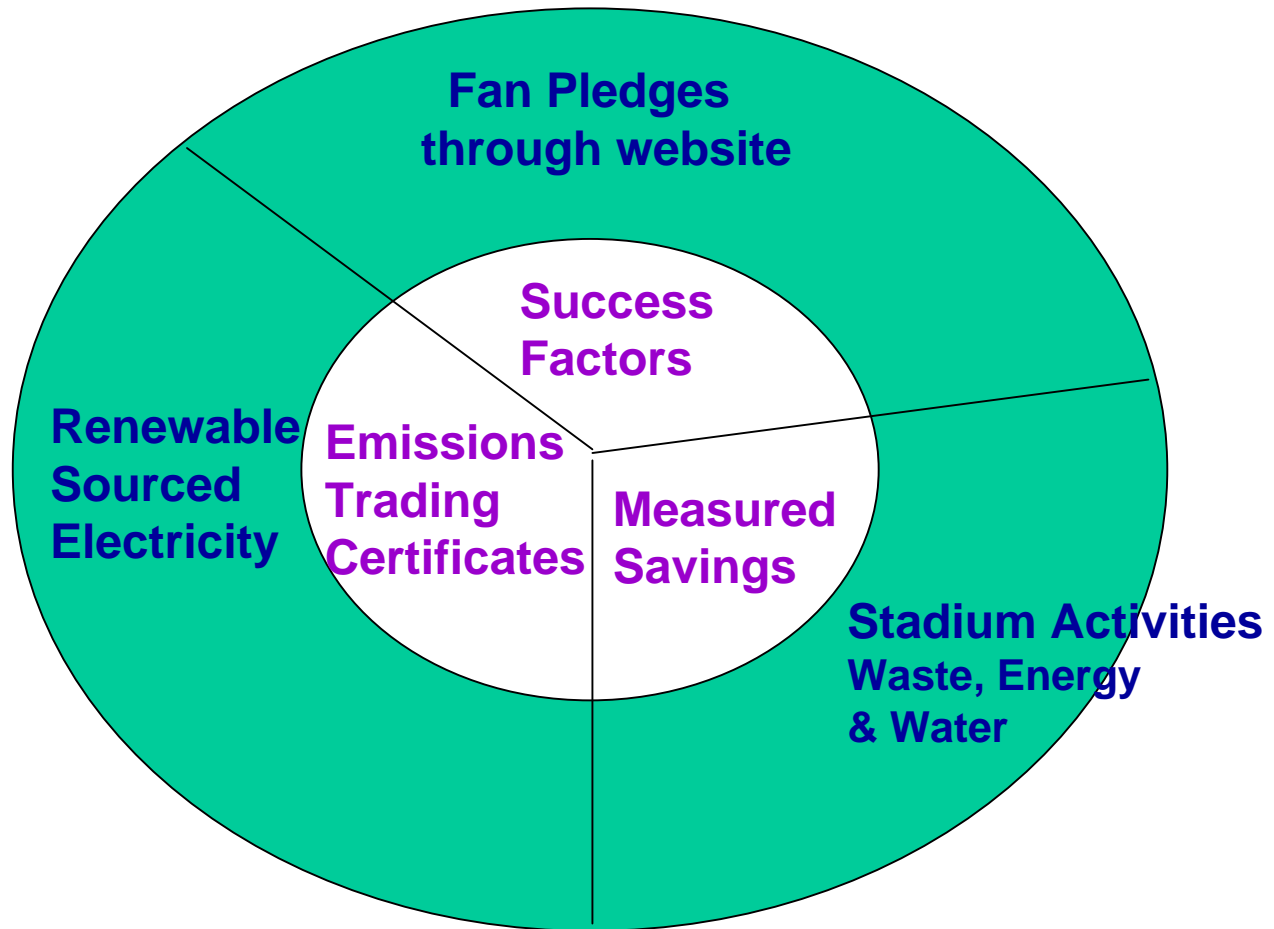 Fan Pledges
through website
Success
Factors
Renewable
Sourced
Electricity
Emissions
Trading
Certificates
Measured
Savings
Stadium Activities
Waste, Energy
& Water